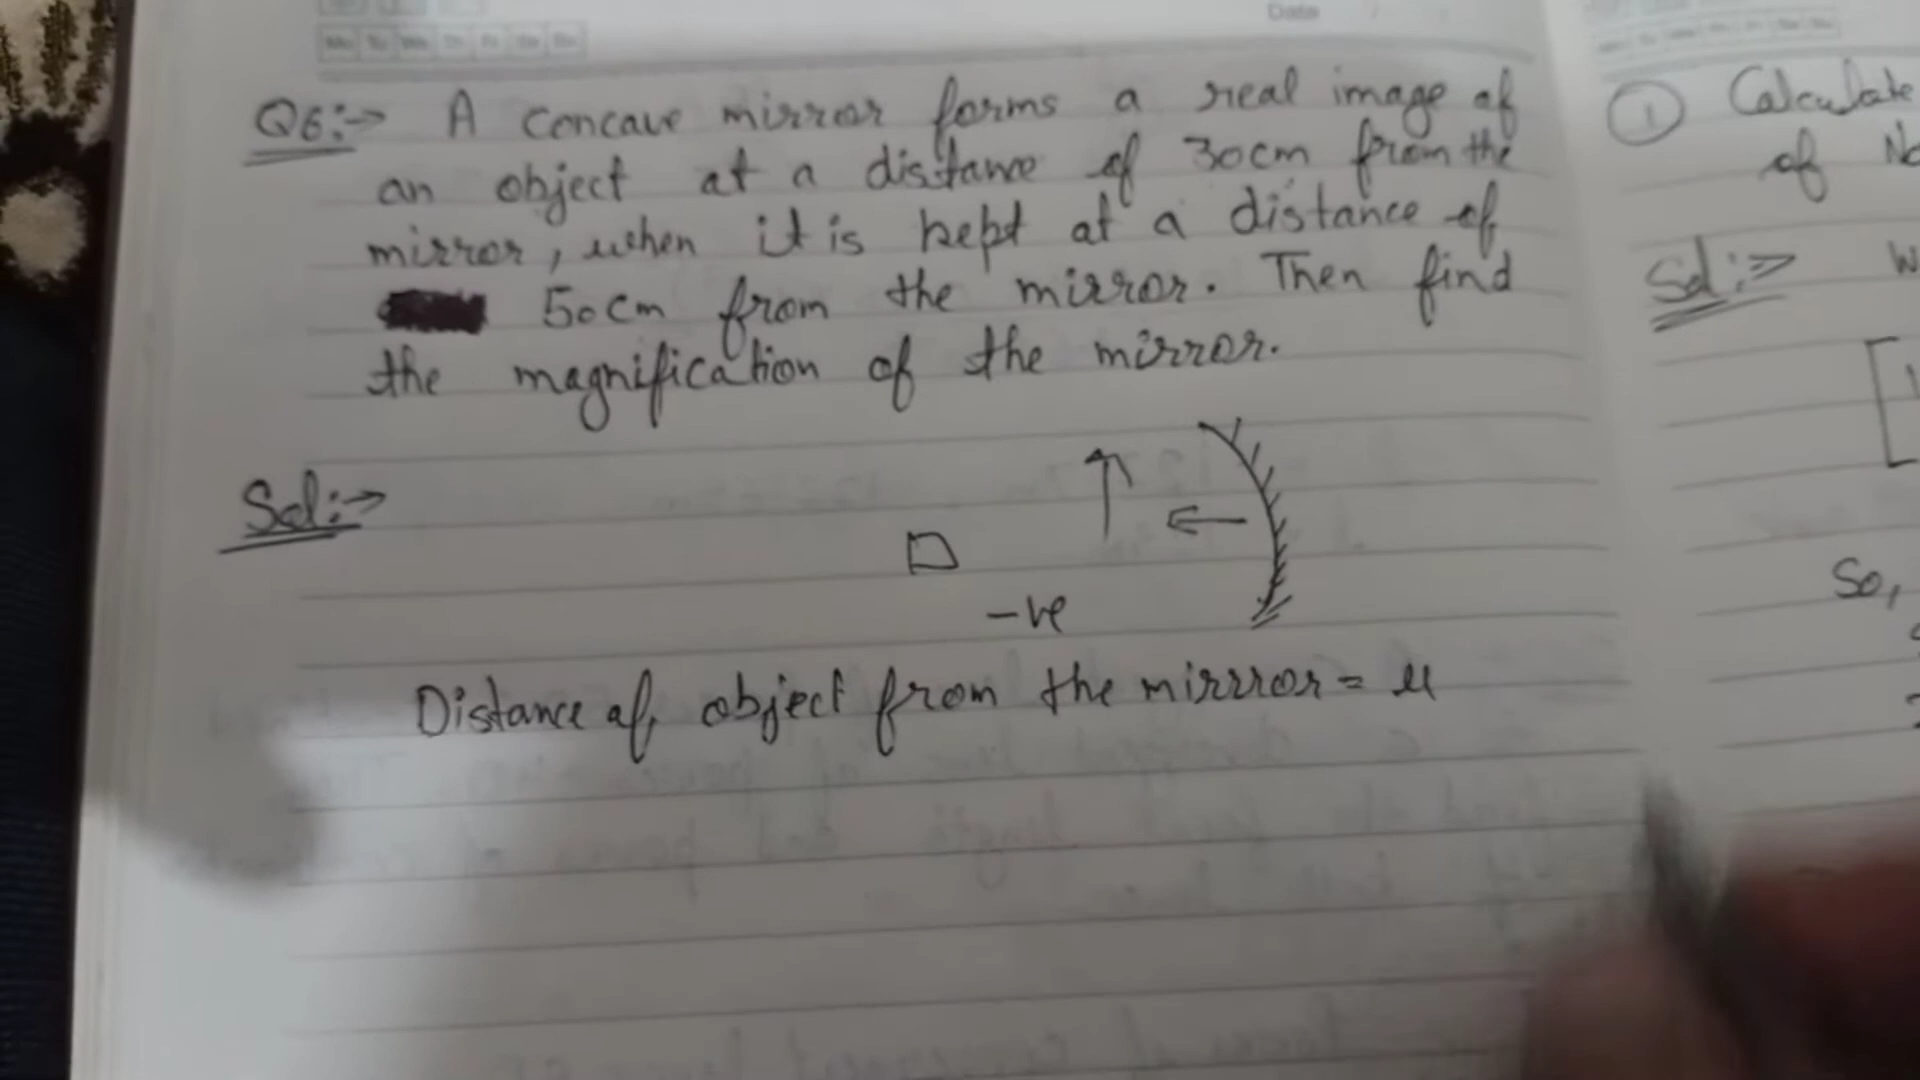 Date
Q6:→ A concave mirror forms a real image of
an object at a distance of 30cm from the
mirror, when it is kept at a distance of
50cm from the mirror. Then find
the magnification of the mirror.
Sol:→
-ve
Distance of object from the mirrror = u
① Calculate
of
Sol:→
So,